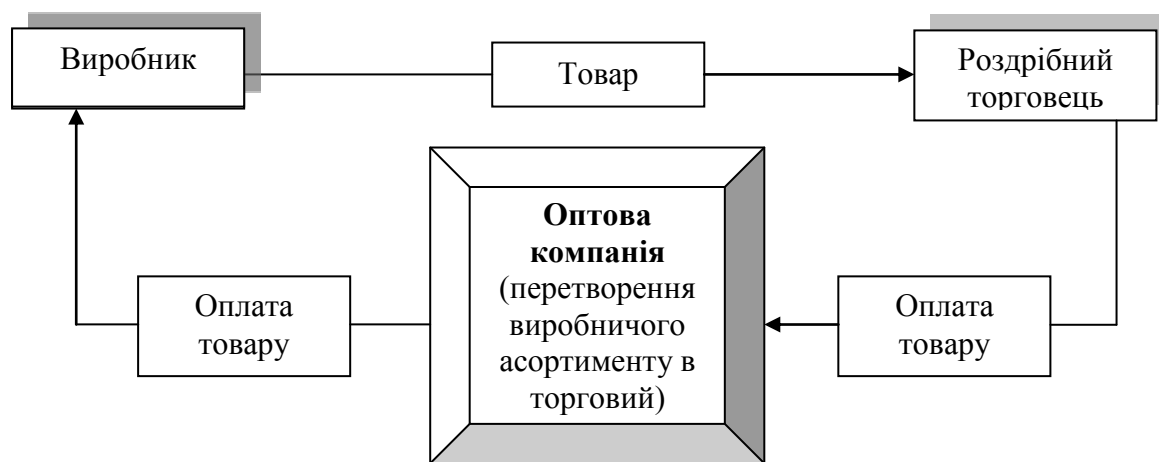 Виробник
Товар
Роздрібний
торговець
Оптова
компанія
(перетворення
виробничого
асортименту в
торговий)
Оплата
товару
Оплата
товару